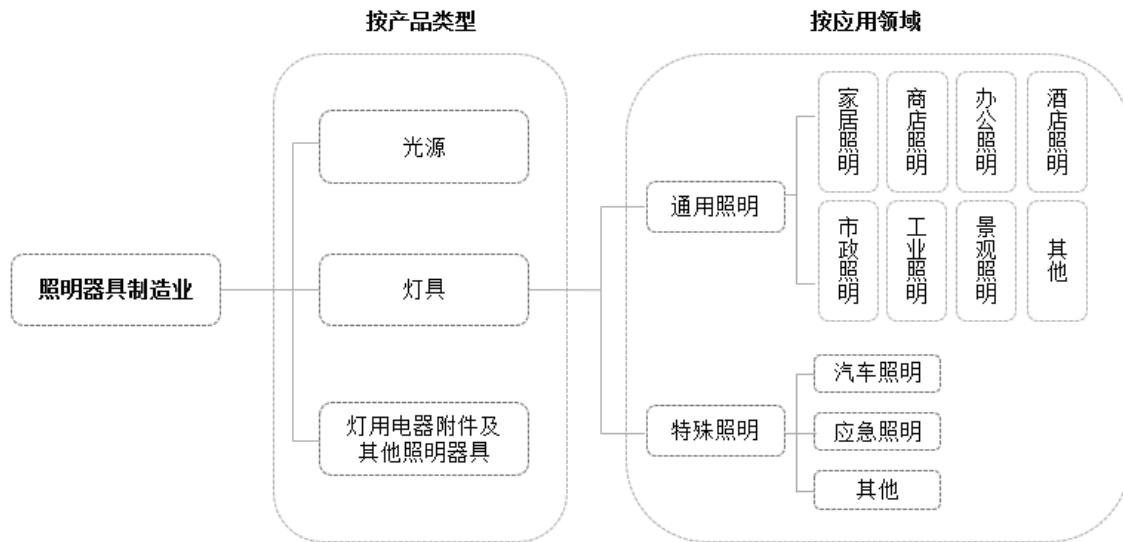 按产品类型
按应用领域
照明器具制造业
光源
灯具
灯用电器附件及
其他照明器具
通用照明
家居照明
商店照明
办公照明
酒店照明
市政照明
工业照明
景观照明
其他
特殊照明
汽车照明
应急照明
其他